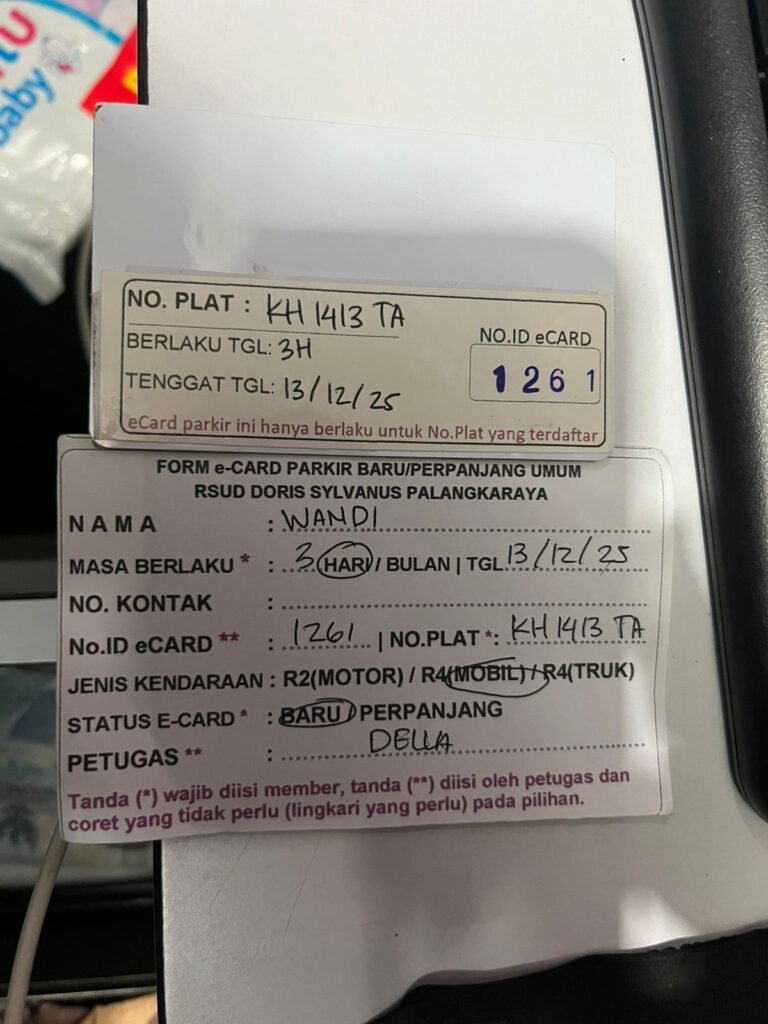 baby
NO. PLAT : KH 1413 TA
BERLAKU TGL: 3H
NO.ID eCARD
1261
TENGGAT TGL: 13/12/25
eCard parkir ini hanya berlaku untuk No.Plat yang terdaftar
FORM e-CARD PARKIR BARU/PERPANJANG UMUM
RSUD DORIS SYLVANUS PALANGKARAYA
NAMA : WANDI
MASA BERLAKU * : 3 HARI / BULAN | TGL 13/12/25
NO. KONTAK :
No.ID eCARD ** : 1261 | NO.PLAT *: KH 1413 TA
JENIS KENDARAAN : R2(MOTOR) / R4(MOBIL) / R4(TRUK)
STATUS E-CARD * : BARU / PERPANJANG
PETUGAS ** : DELLA
Tanda (*) wajib diisi member, tanda (**) diisi oleh petugas dan
coret yang tidak perlu (lingkari yang perlu) pada pilihan.